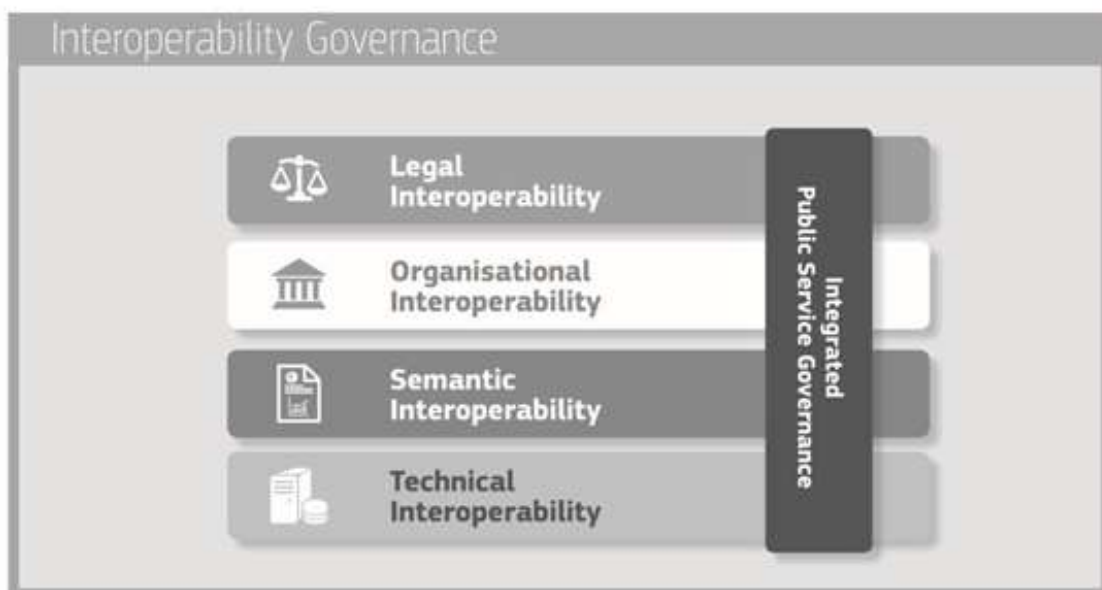 Interoperability Governance
Legal
Interoperability
Organisational
Interoperability
Semantic
Interoperability
Technical
Interoperability
Integrated
Public Service Governance